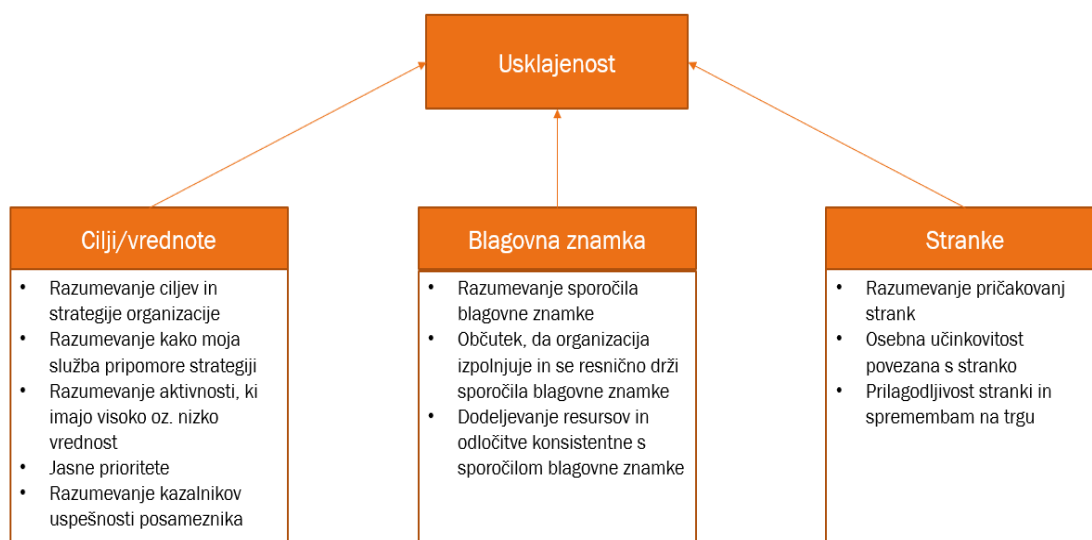 Usklajenost
Cilji/vrednote
• Razumevanje ciljev in
strategije organizacije
• Razumevanje kako moja
služba pripomore strategiji
• Razumevanje aktivnosti, ki
imajo visoko oz. nizko
vrednost
• Jasne prioritete
• Razumevanje kazalnikov
uspešnosti posameznika
Blagovna znamka
• Razumevanje sporočila
blagovne znamke
• Občutek, da organizacija
izpolnjuje in se resnično drži
sporočila blagovne znamke
• Dodeljevanje resursov in
odločitve konsistentne s
sporočilom blagovne znamke
Stranke
• Razumevanje pričakovanj
strank
• Osebna učinkovitost
povezana s stranko
• Prilagodljivost stranki in
spremembam na trgu